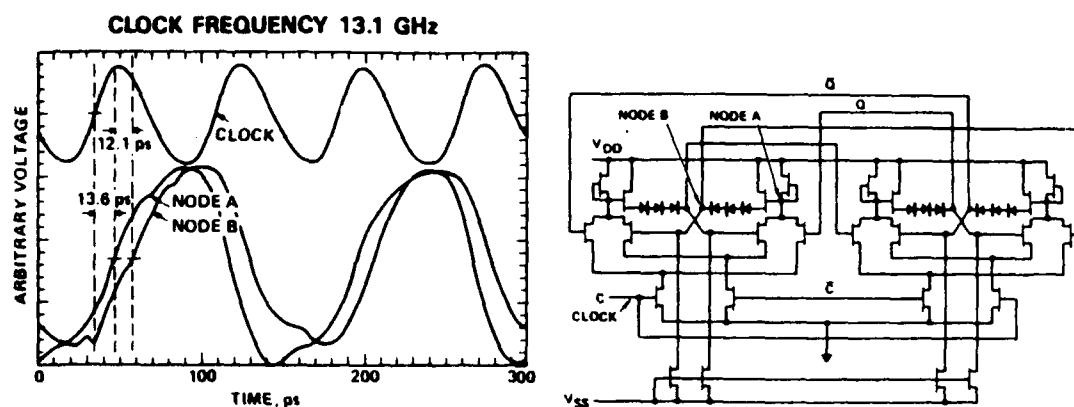 CLOCK FREQUENCY 13.1 GHz
ARBITRARY VOLTAGE
CLOCK
12.1 ps
13.6 ps
NODE A
NODE B
0
100
200
300
TIME, ps
Q̄
Q
NODE B
NODE A
VDD
C
CLOCK
C̄
VSS